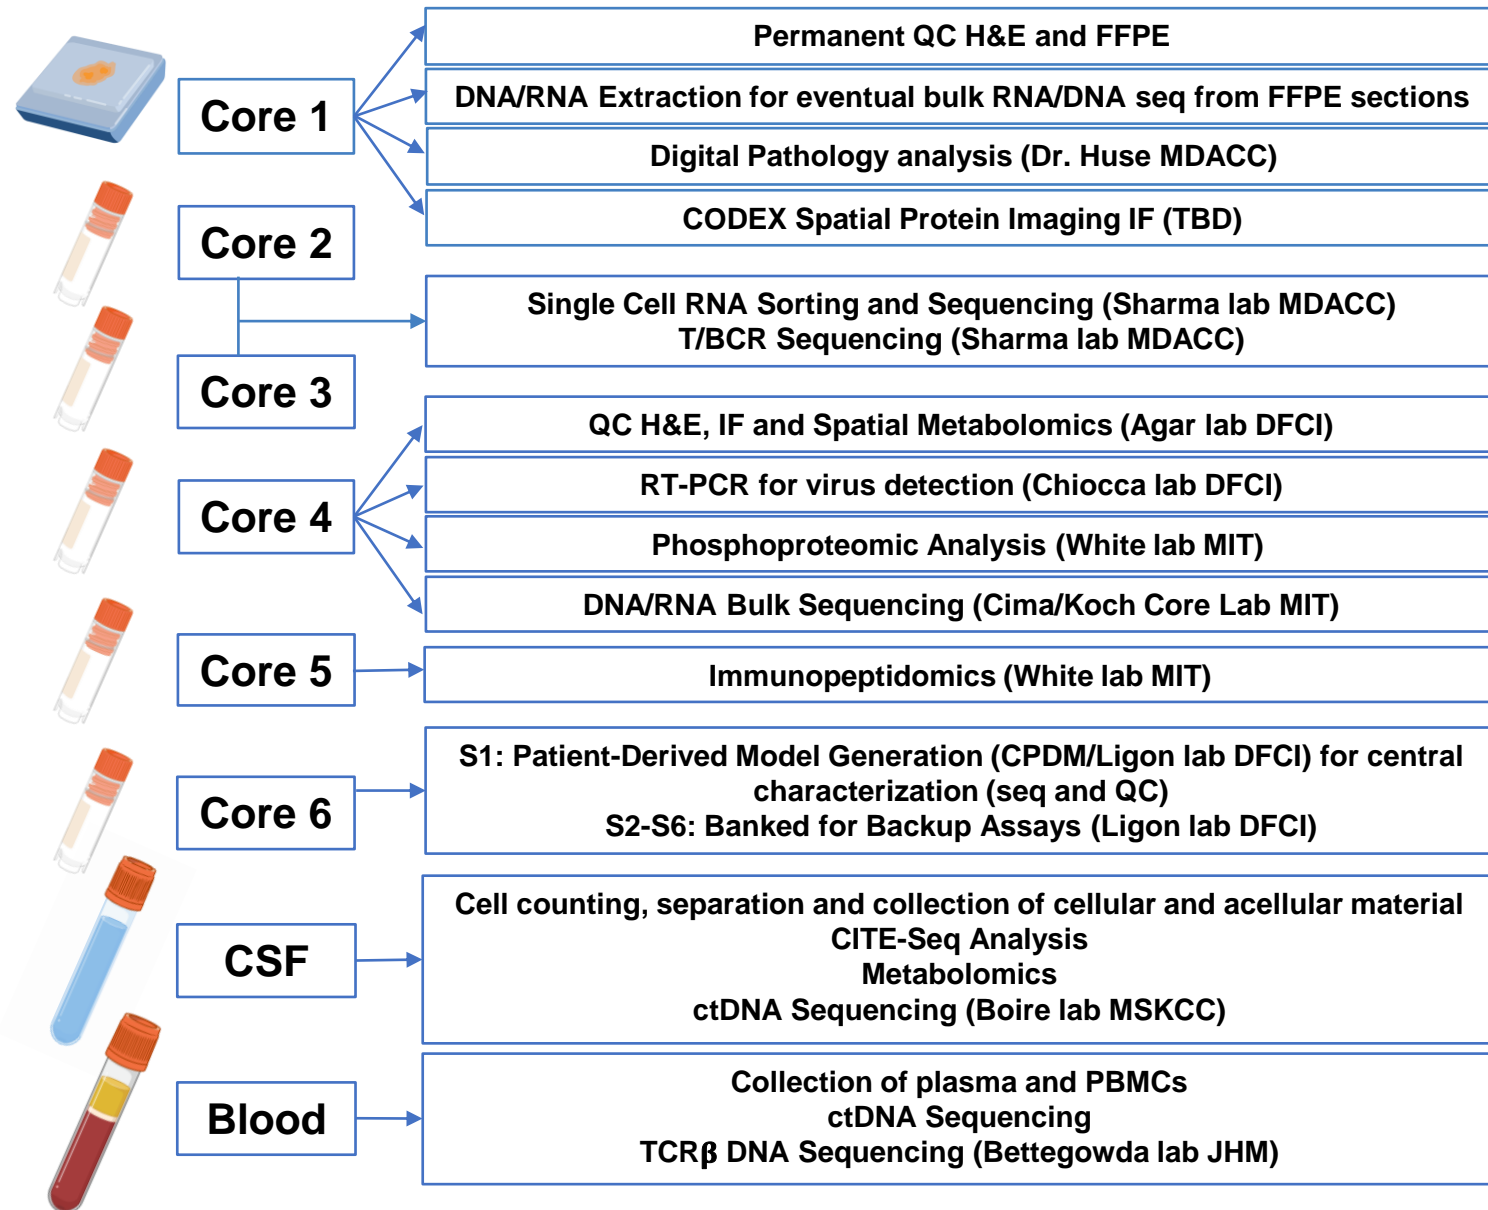 Core 1
Permanent QC H&E and FFPE
DNA/RNA Extraction for eventual bulk RNA/DNA seq from FFPE sections
Digital Pathology analysis (Dr. Huse MDACC)
CODEX Spatial Protein Imaging IF (TBD)
Core 2
Core 3
Single Cell RNA Sorting and Sequencing (Sharma lab MDACC)
T/BCR Sequencing (Sharma lab MDACC)
Core 4
QC H&E, IF and Spatial Metabolomics (Agar lab DFCI)
RT-PCR for virus detection (Chiocca lab DFCI)
Phosphoproteomic Analysis (White lab MIT)
DNA/RNA Bulk Sequencing (Cima/Koch Core Lab MIT)
Core 5
Immunopeptidomics (White lab MIT)
Core 6
S1: Patient-Derived Model Generation (CPDM/Ligon lab DFCI) for central
characterization (seq and QC)
S2-S6: Banked for Backup Assays (Ligon lab DFCI)
CSF
Cell counting, separation and collection of cellular and acellular material
CITE-Seq Analysis
Metabolomics
ctDNA Sequencing (Boire lab MSKCC)
Blood
Collection of plasma and PBMCs
ctDNA Sequencing
TCRβ DNA Sequencing (Bettegowda lab JHM)